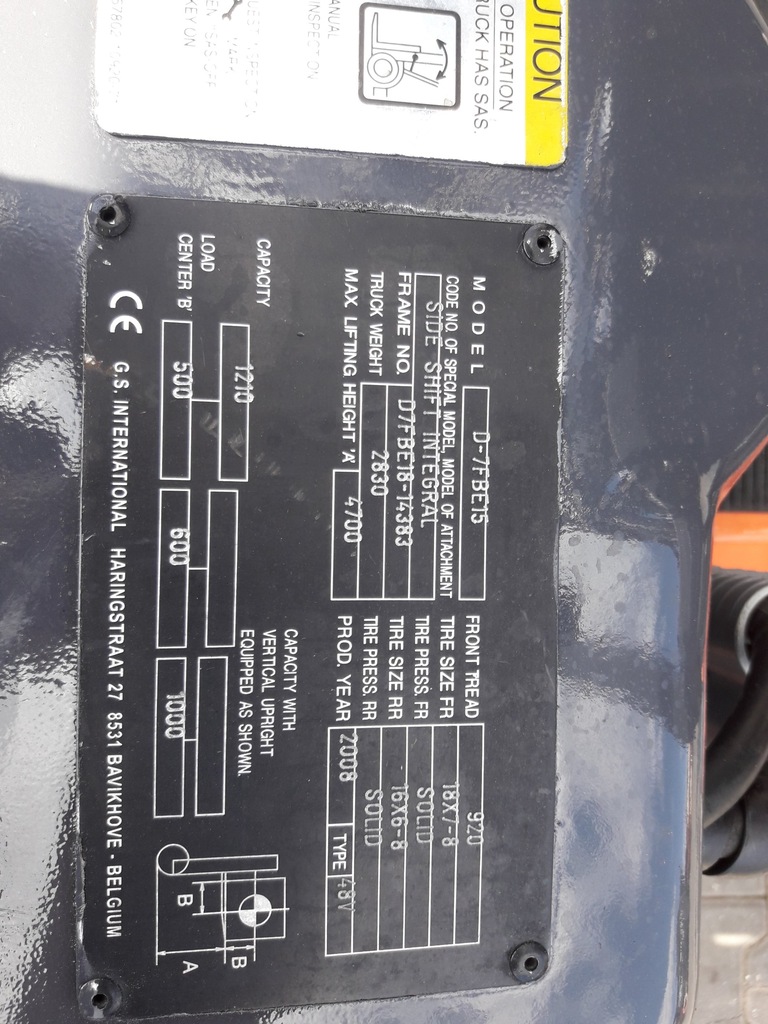 UTION
OPERATION
RUCK HAS SAS.
ANUAL
KEY ON
MODEL D-7FBE15
CODE NO. OF SPECIAL MODEL, MODEL OF ATTACHMENT
SIDE SHIFT INTEGRAL
FRAME NO. D7FBE18-14383
TRUCK WEIGHT 2830
MAX. LIFTING HEIGHT 'A' 4700
FRONT TREAD 920
TIRE SIZE FR 18X7-8
TIRE PRESS. FR SOLID
TIRE SIZE RR 16X6-8
TIRE PRESS. RR SOLID
PROD. YEAR 2008 TYPE 48V
CAPACITY 1210
LOAD
CENTER 'B' 500 600 1000
CAPACITY WITH
VERTICAL UPRIGHT
EQUIPPED AS SHOWN.
B
B
A
CE G.S. INTERNATIONAL HARINGSTRAAT 27 8531 BAVIKHOVE - BELGIUM